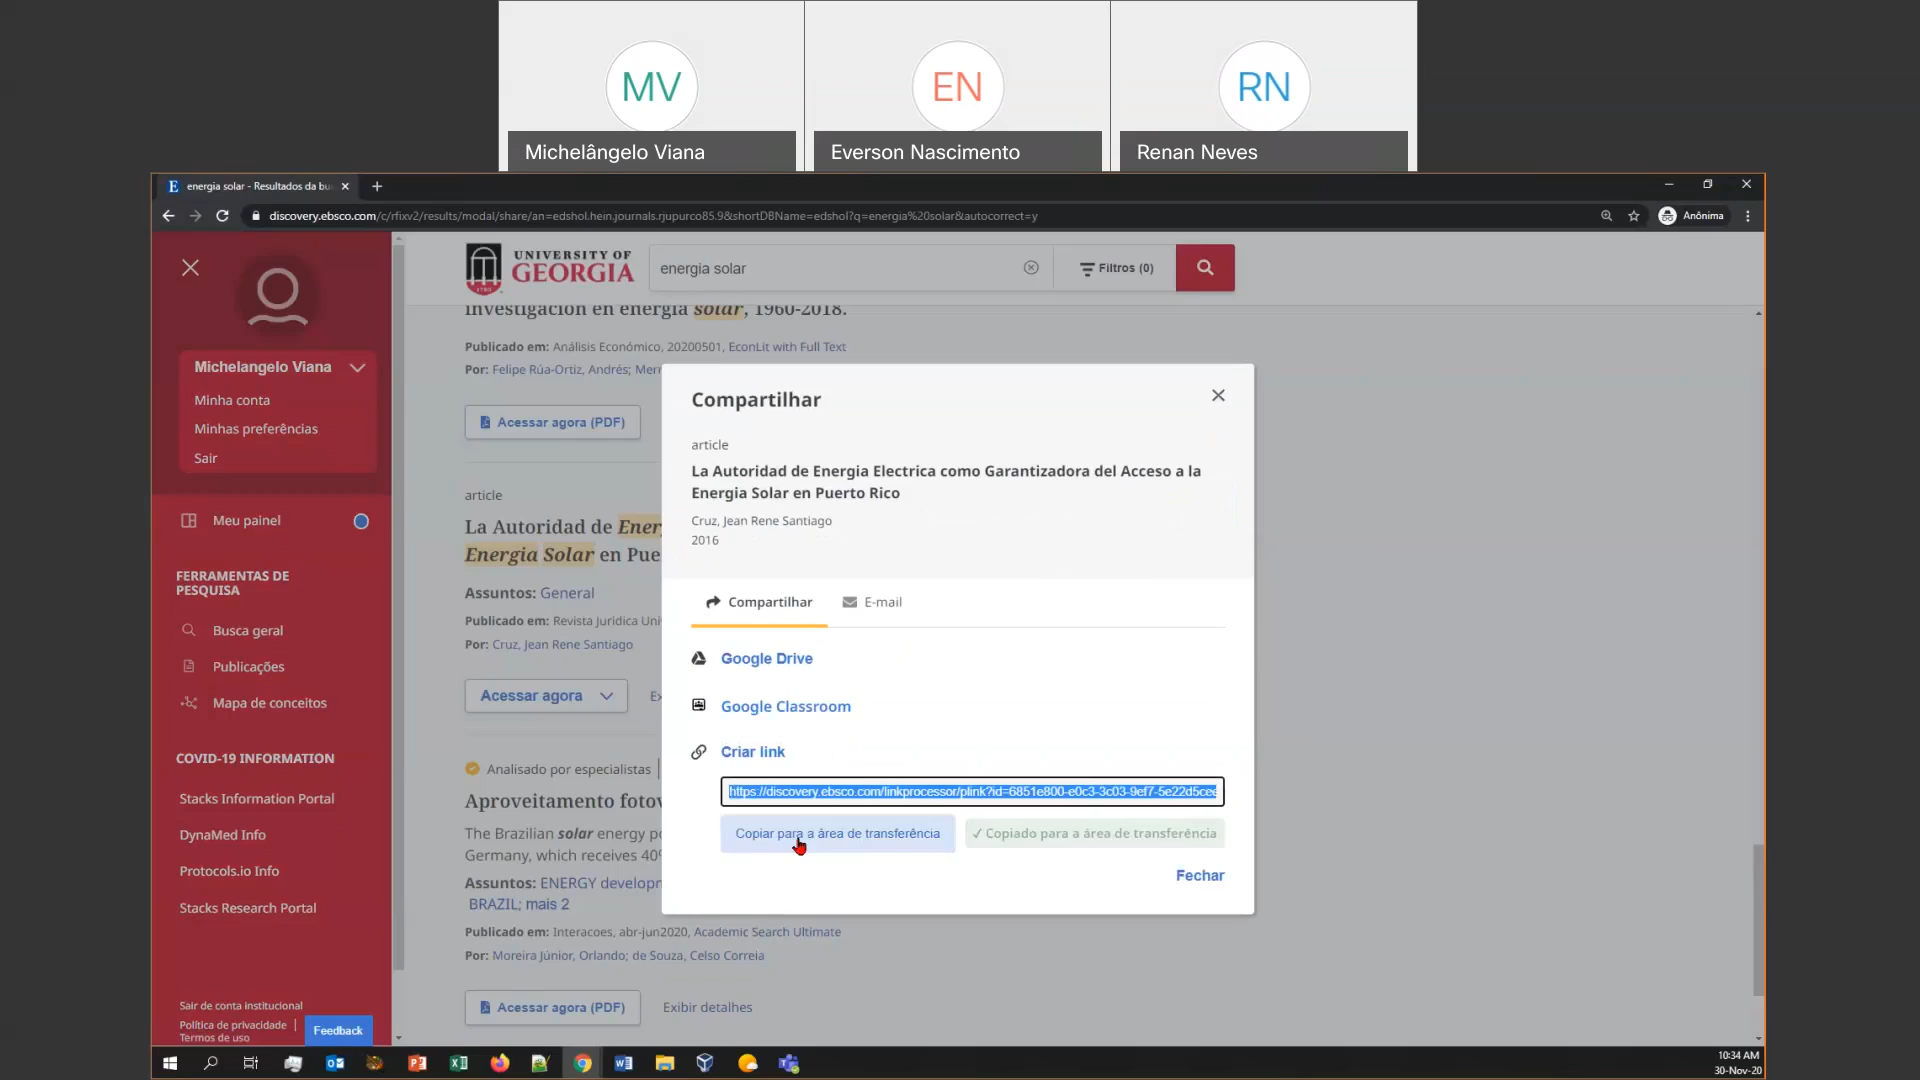 MV
EN
RN
Michelângelo Viana
Everson Nascimento
Renan Neves
E
energia solar - Resultados da bu
discovery.ebsco.com/c/rfixv2/results/modal/share/an=edshol.hein.journals.rjupurco85.9&shortDBName=edshol?q=energia%20solar&autocorrect=y
Anônima
UNIVERSITY OF
GEORGIA
1785
energia solar
Filtros (0)
Michelangelo Viana
Minha conta
Minhas preferências
Sair
Meu painel
FERRAMENTAS DE
PESQUISA
Busca geral
Publicações
Mapa de conceitos
COVID-19 INFORMATION
Stacks Information Portal
DynaMed Info
Protocols.io Info
Stacks Research Portal
Sair de conta institucional
Política de privacidade
Termos de uso
Feedback
investigación en energía solar, 1960-2018.
Publicado em: Análisis Económico, 20200501, EconLit with Full Text
Por: Felipe Rúa-Ortiz, Andrés; Mer
Acessar agora (PDF)
article
La Autoridad de Ener
Energia Solar en Pue
Assuntos: General
Publicado em: Revista Juridica Uni
Por: Cruz, Jean Rene Santiago
Acessar agora
Ex
Analisado por especialistas
Aproveitamento fotov
The Brazilian solar energy po
Germany, which receives 40%
Assuntos: ENERGY developm
BRAZIL; mais 2
Publicado em: Interacoes, abr-jun2020, Academic Search Ultimate
Por: Moreira Júnior, Orlando; de Souza, Celso Correia
Acessar agora (PDF)
Exibir detalhes
Compartilhar
article
La Autoridad de Energia Electrica como Garantizadora del Acceso a la
Energia Solar en Puerto Rico
Cruz, Jean Rene Santiago
2016
Compartilhar
E-mail
Google Drive
Google Classroom
Criar link
https://discovery.ebsco.com/linkprocessor/plink?id=6851e800-e0c3-3c03-9ef7-5e22d5cee
Copiar para a área de transferência
✓ Copiado para a área de transferência
Fechar
10:34 AM
30-Nov-20